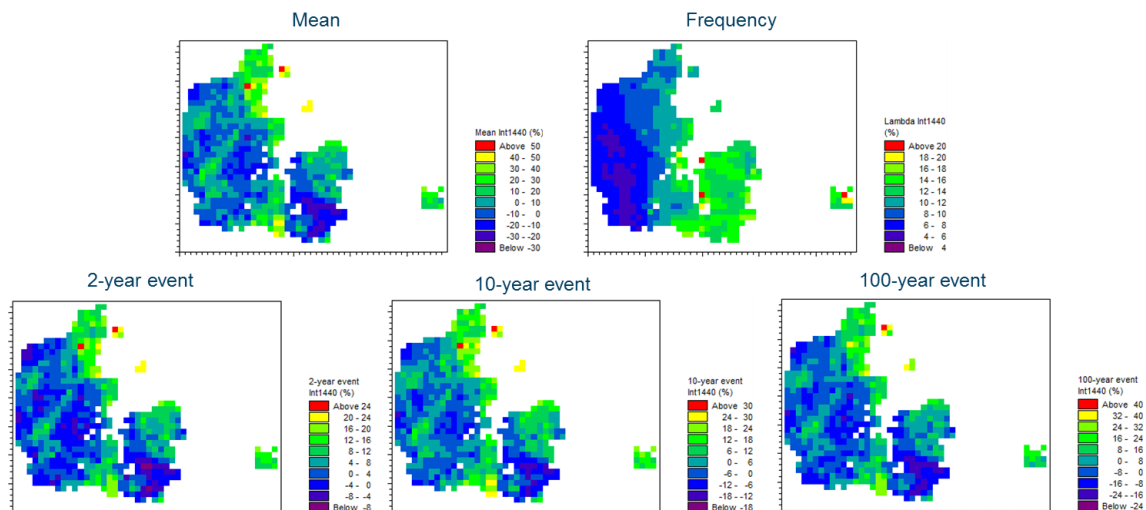 Mean
Frequency
Mean Int1440 (%)
Above 50
40 - 50
30 - 40
20 - 30
10 - 20
0 - 10
-10 - 0
-20 - -10
-30 - -20
Below -30
Lambda Int1440
(%)
Above 20
18 - 20
16 - 18
14 - 16
12 - 14
10 - 12
8 - 10
6 - 8
4 - 6
Below 4
2-year event
10-year event
100-year event
2-year event
Int1440 (%)
Above 24
20 - 24
16 - 20
12 - 16
8 - 12
4 - 8
0 - 4
-4 - 0
-8 - -4
Below -8
10-year event
Int1440 (%)
Above 30
24 - 30
18 - 24
12 - 18
6 - 12
0 - 6
-6 - 0
-12 - -6
-18 - -12
Below -18
100-year event
Int1440 (%)
Above 40
32 - 40
24 - 32
16 - 24
8 - 16
0 - 8
-8 - 0
-16 - -8
-24 - -16
Below -24